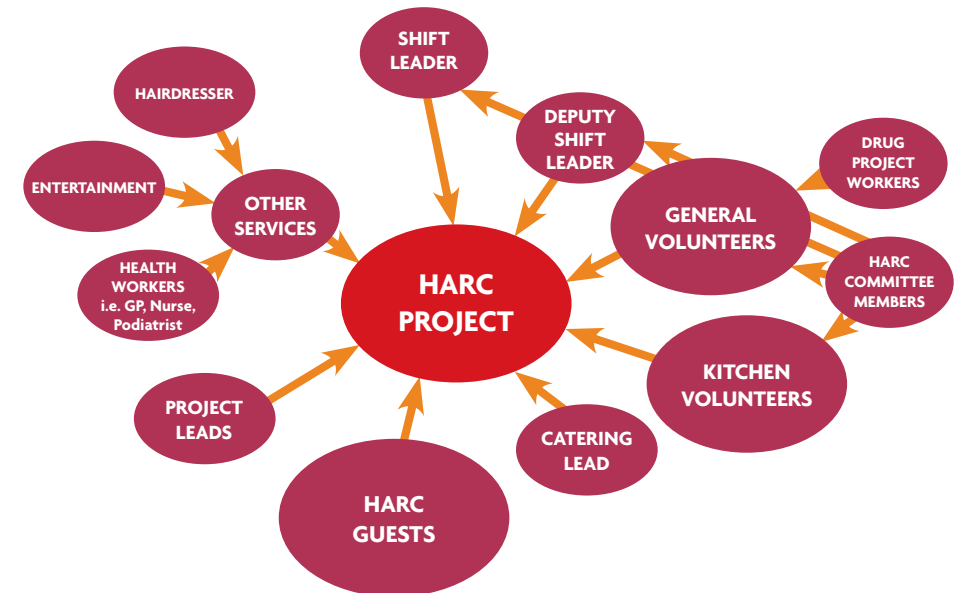 SHIFT
LEADER
HAIRDRESSER
DEPUTY
SHIFT
LEADER
DRUG
PROJECT
WORKERS
ENTERTAINMENT
OTHER
SERVICES
GENERAL
VOLUNTEERS
HEALTH
WORKERS
i.e. GP, Nurse,
Podiatrist
HARC
COMMITTEE
MEMBERS
HARC
PROJECT
KITCHEN
VOLUNTEERS
PROJECT
LEADS
CATERING
LEAD
HARC
GUESTS